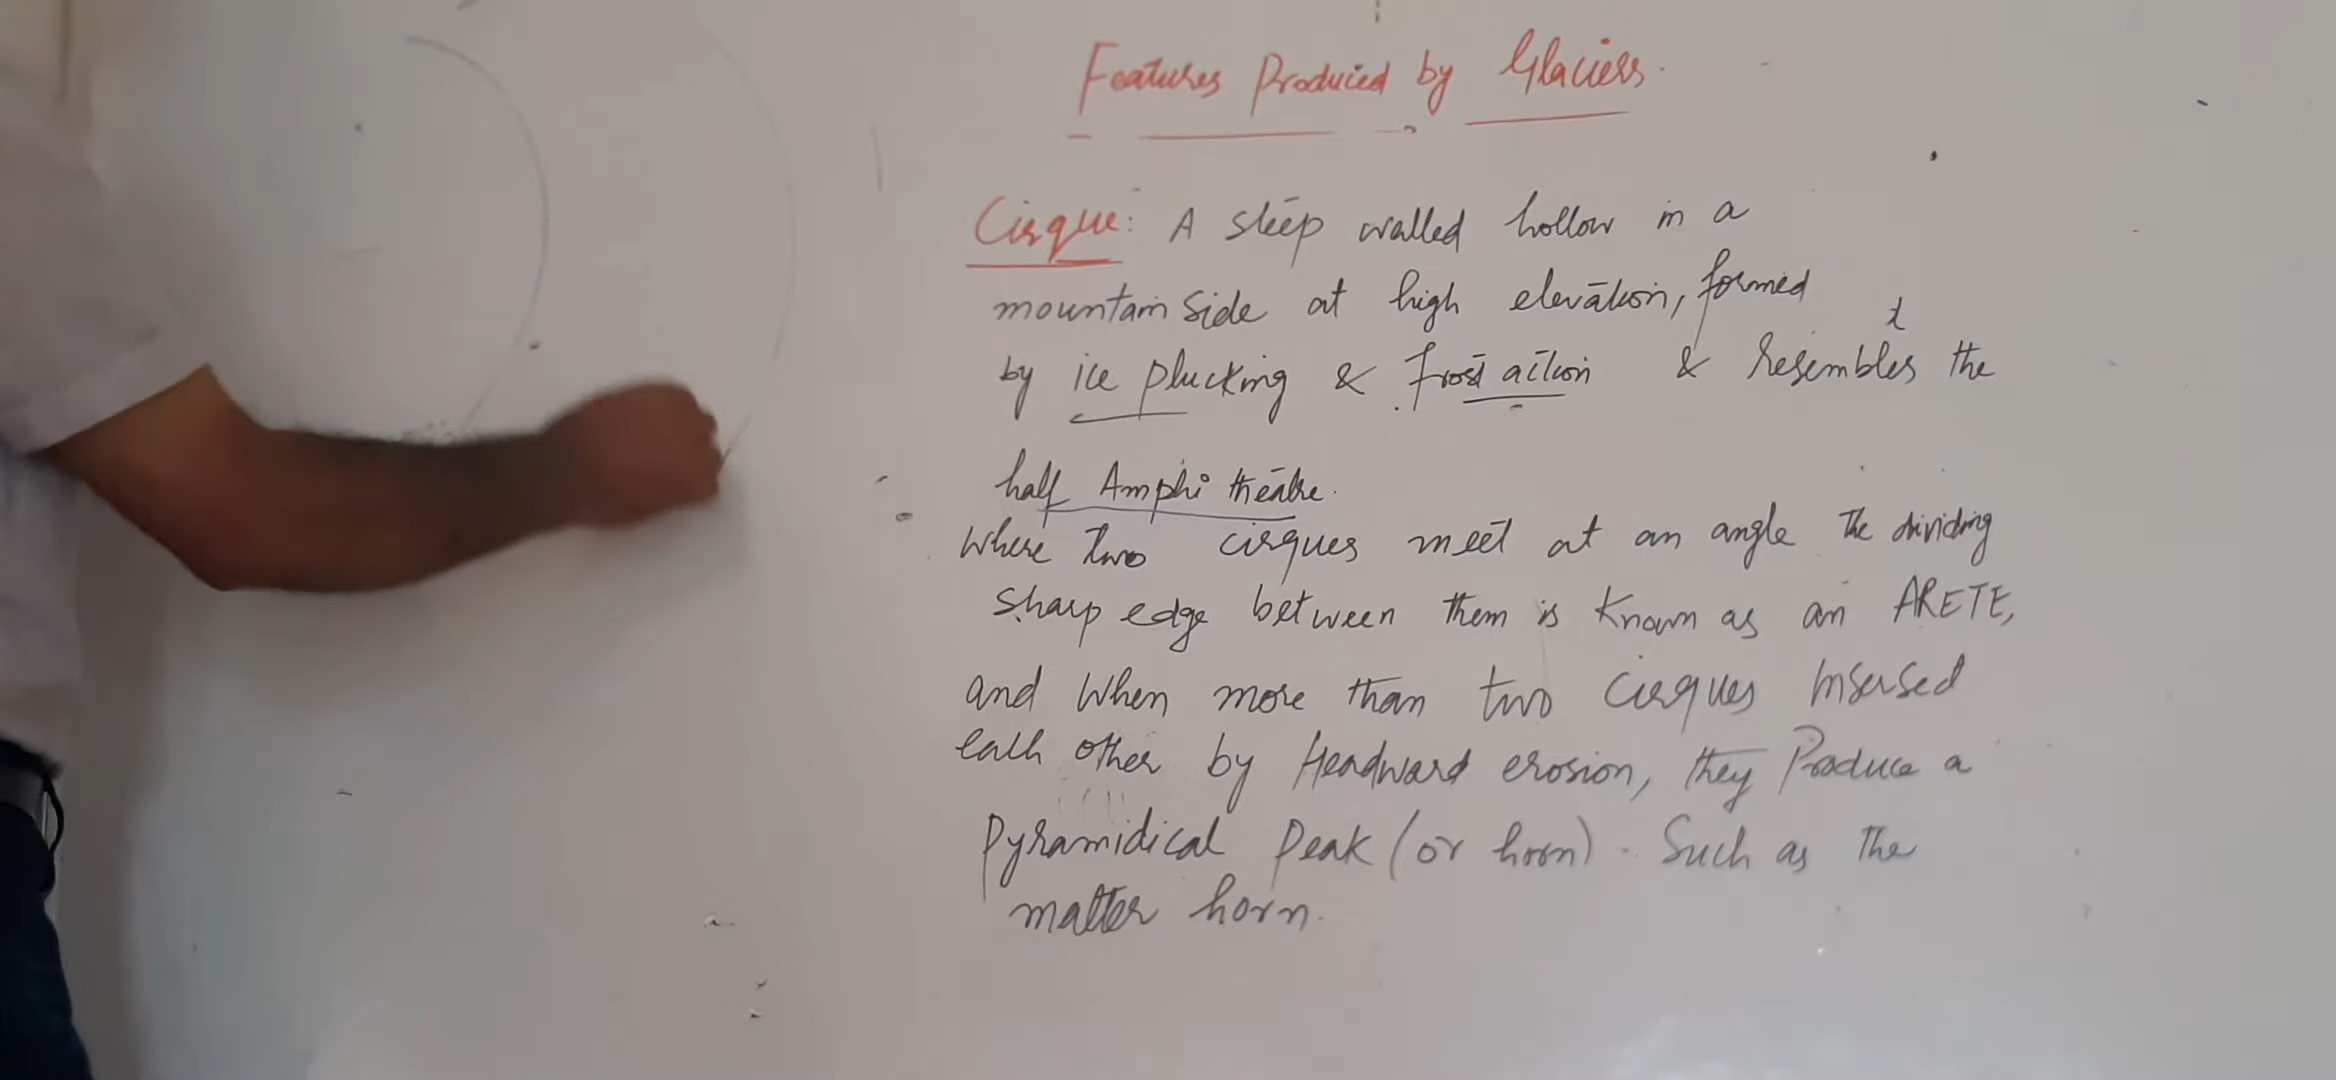 Features Produced by Glaciers.
Cirque: A steep walled hollow in a
mountain side at high elevation, formed
by ice plucking & frost action & resembles the
half Amphi theatre.
Where two cirques meet at an angle The dividing
sharp edge between them is known as an ARETE,
and When more than two cirques
each other by Headward erosion, they Produce a
Pyramidical Peak (or horn). Such as The
matter horn.